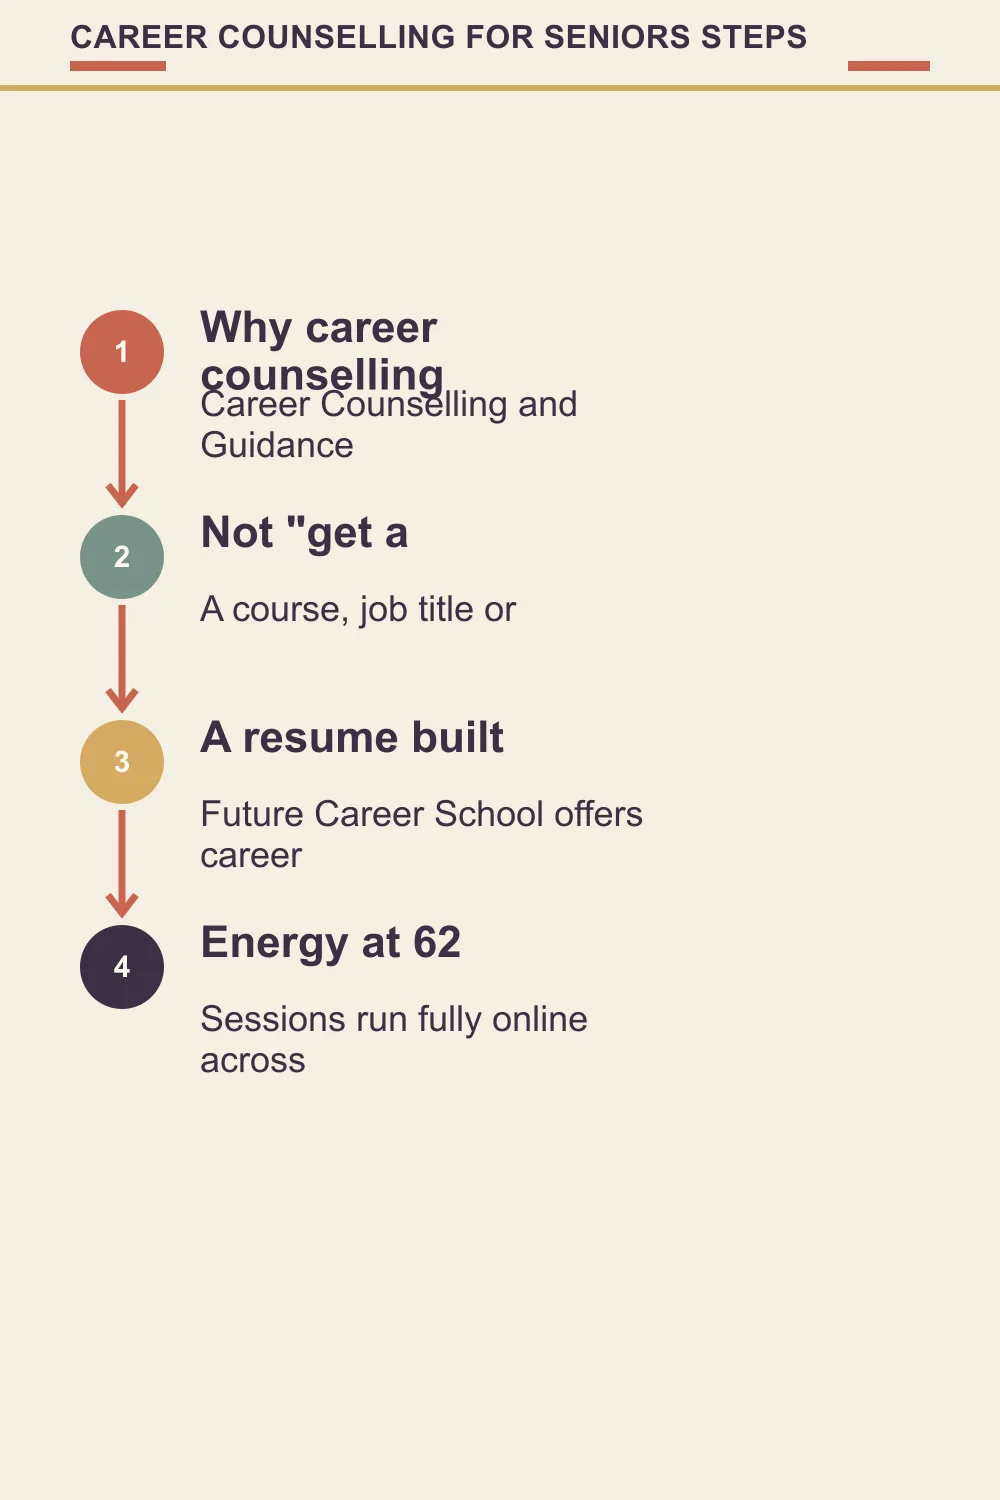 CAREER COUNSELLING FOR SENIORS STEPS
1
Why career
counselling
Career Counselling and
Guidance
2
Not "get a
A course, job title or
3
A resume built
Future Career School offers
career
4
Energy at 62
Sessions run fully online
across